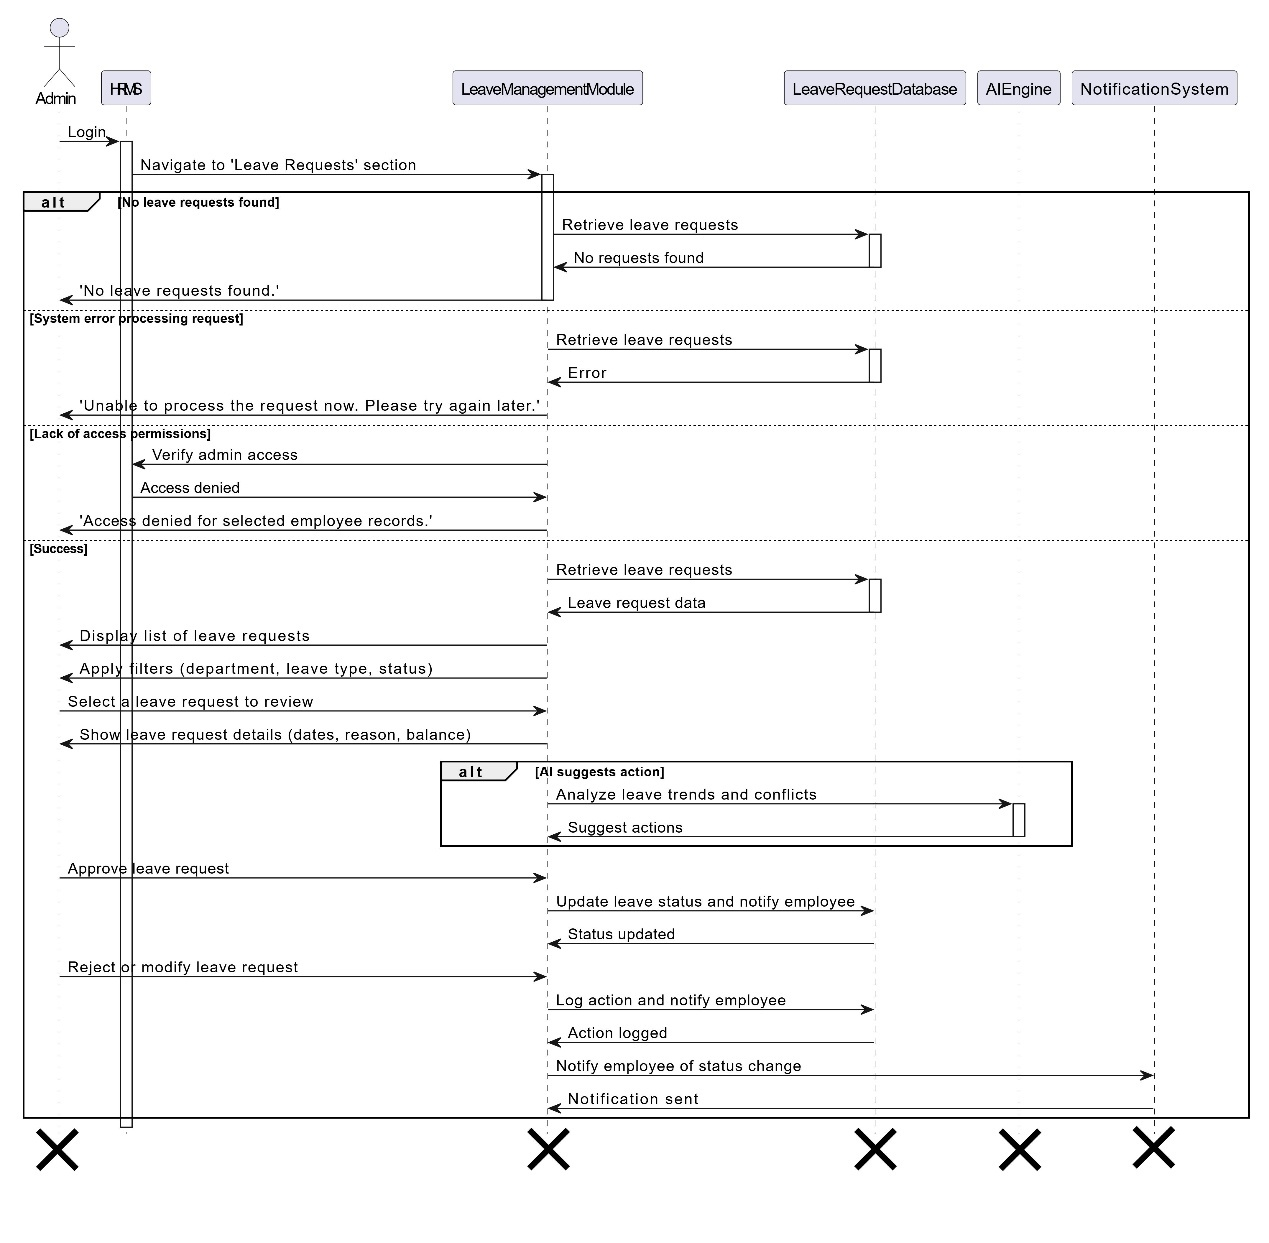 Admin
HRMS
LeaveManagementModule
LeaveRequestDatabase
AIEngine
NotificationSystem
Login
Navigate to 'Leave Requests' section
alt
[No leave requests found]
Retrieve leave requests
No requests found
'No leave requests found.'
[System error processing request]
Retrieve leave requests
Error
'Unable to process the request now. Please try again later.'
[Lack of access permissions]
Verify admin access
Access denied
'Access denied for selected employee records.'
[Success]
Retrieve leave requests
Leave request data
Display list of leave requests
Apply filters (department, leave type, status)
Select a leave request to review
Show leave request details (dates, reason, balance)
alt
[AI suggests action]
Analyze leave trends and conflicts
Suggest actions
Approve leave request
Update leave status and notify employee
Status updated
Reject or modify leave request
Log action and notify employee
Action logged
Notify employee of status change
Notification sent